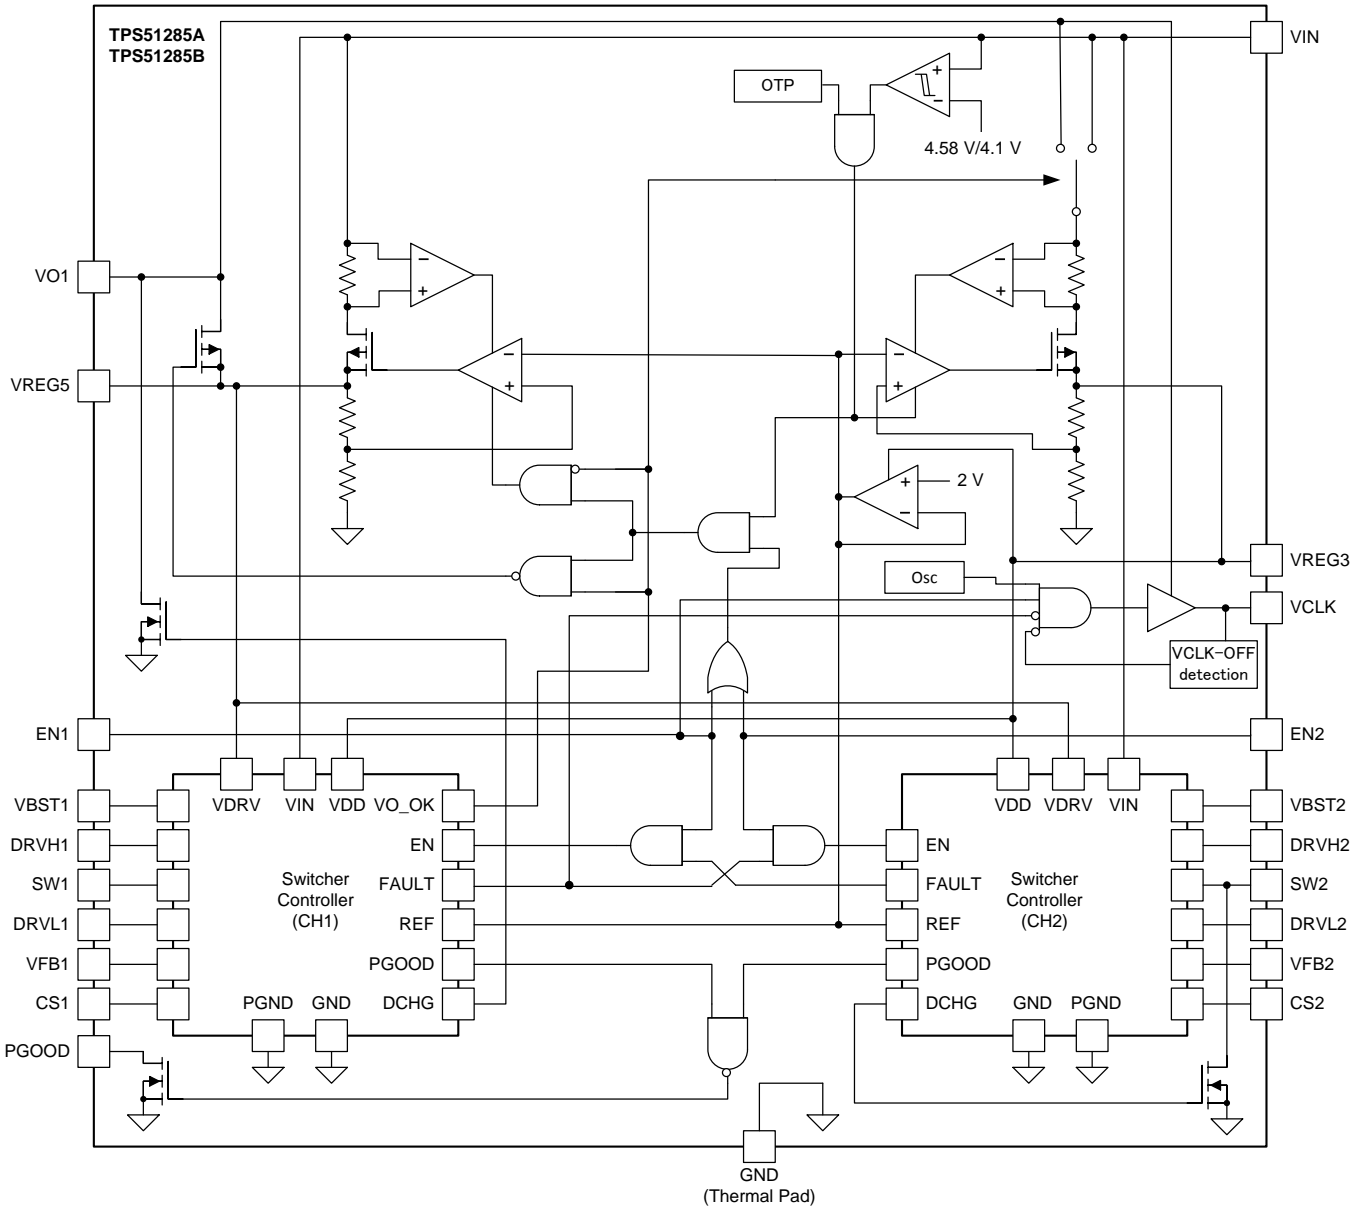 TPS51285A
TPS51285B
VIN
OTP
+
−
4.58 V/4.1 V
VO1
−
+
−
+
VREG5
−
+
−
+
+
2 V
−
VREG3
Osc
VCLK
VCLK-OFF
detection
EN1
EN2
VDRV
VIN
VDD
VO_OK
VDD
VDRV
VIN
VBST1
VBST2
DRVH1
EN
EN
DRVH2
SW1
Switcher
Controller
(CH1)
FAULT
FAULT
Switcher
Controller
(CH2)
SW2
DRVL1
REF
REF
DRVL2
VFB1
PGOOD
PGOOD
VFB2
CS1
PGND
GND
DCHG
DCHG
GND
PGND
CS2
PGOOD
GND
(Thermal Pad)